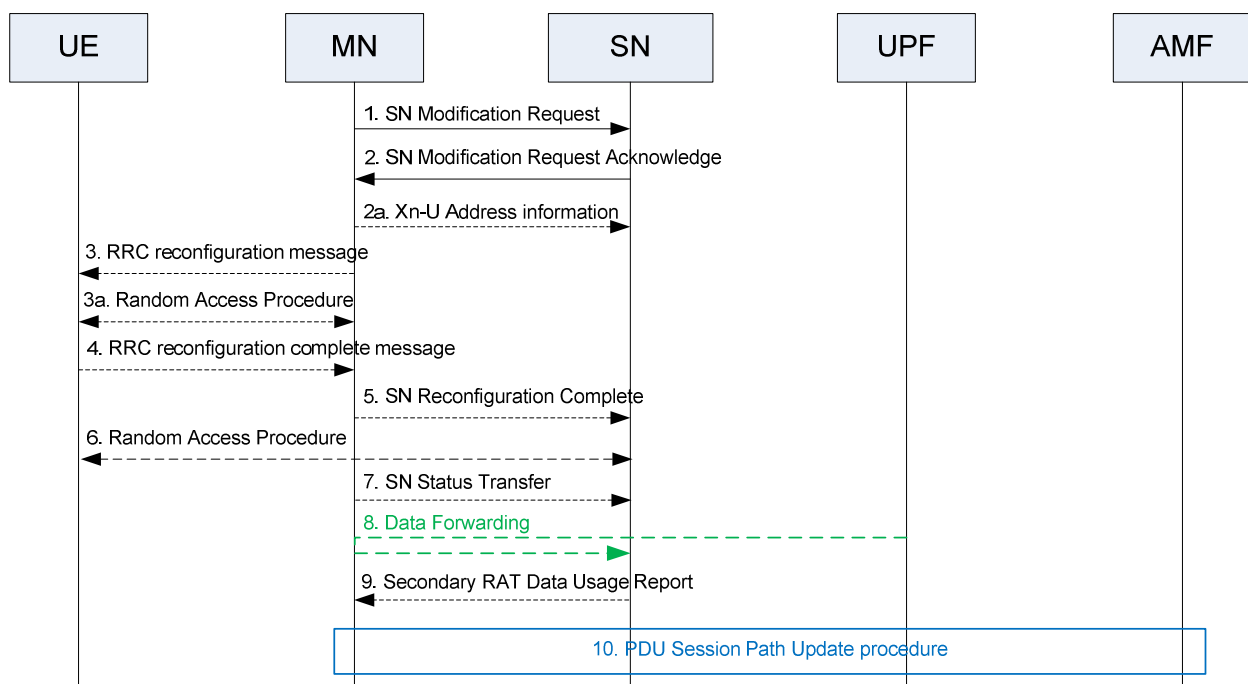 UE
MN
SN
UPF
AMF
1. SN Modification Request
2. SN Modification Request Acknowledge
2a. Xn-U Address information
3. RRC reconfiguration message
3a. Random Access Procedure
4. RRC reconfiguration complete message
5. SN Reconfiguration Complete
6. Random Access Procedure
7. SN Status Transfer
8. Data Forwarding
9. Secondary RAT Data Usage Report
10. PDU Session Path Update procedure